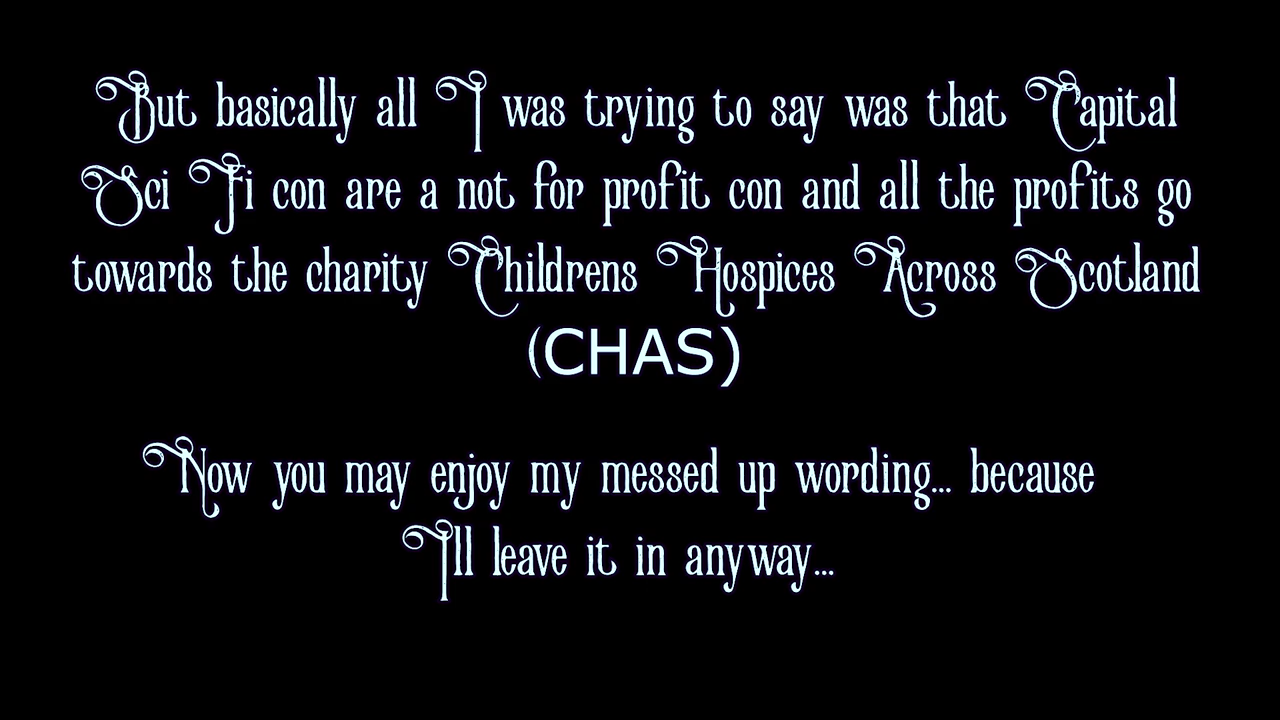 But basically all I was trying to say was that Capital
Sci Fi con are a not for profit con and all the profits go
towards the charity Childrens Hospices Across Scotland
(CHAS)
Now you may enjoy my messed up wording... because
I'll leave it in anyway...